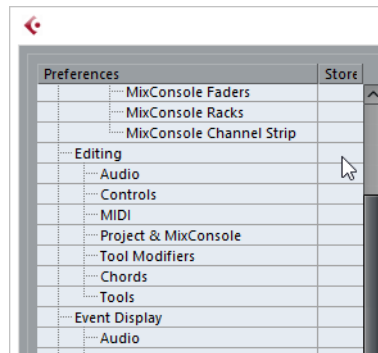 Preferences Store
MixConsole Faders
MixConsole Racks
MixConsole Channel Strip
Editing
Audio
Controls
MIDI
Project & MixConsole
Tool Modifiers
Chords
Tools
Event Display
Audio